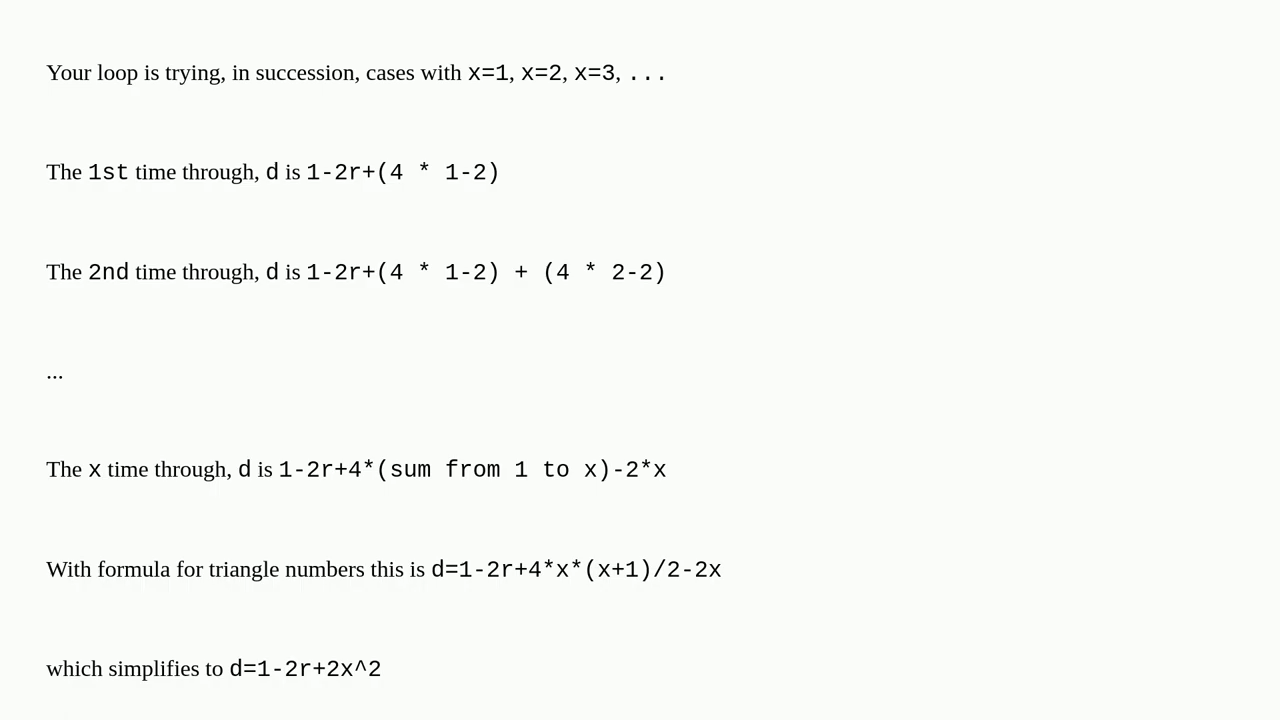 Your loop is trying, in succession, cases with x=1, x=2, x=3, ...
The 1st time through, d is 1-2r+(4 * 1-2)
The 2nd time through, d is 1-2r+(4 * 1-2) + (4 * 2-2)
...
The x time through, d is 1-2r+4*(sum from 1 to x)-2*x
With formula for triangle numbers this is d=1-2r+4*x*(x+1)/2-2x
which simplifies to d=1-2r+2x^2